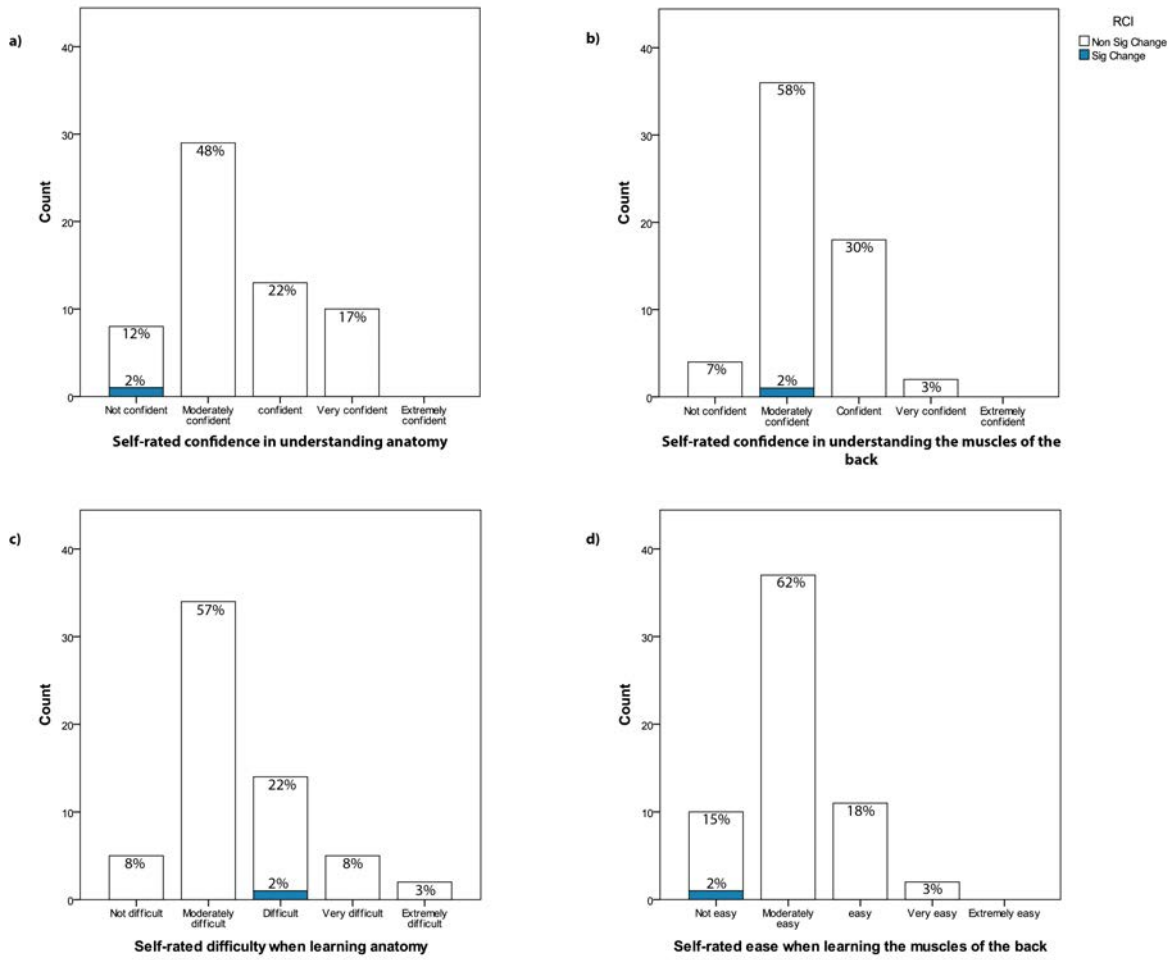 a)
Count
40
30
20
10
0
48%
22%
17%
12%
2%
Not confident
Moderately
confident
confident
Very confident
Extremely
confident
Self-rated confidence in understanding anatomy
b)
RCI
Non Sig Change
Sig Change
Count
40
30
20
10
0
58%
30%
7%
2%
3%
Not confident
Moderately
confident
Confident
Very confident
Extremely
confident
Self-rated confidence in understanding the muscles of the
back
c)
Count
40
30
20
10
0
57%
22%
8%
2%
8%
3%
Not difficult
Moderately
difficult
Difficult
Very difficult
Extremely
difficult
Self-rated difficulty when learning anatomy
d)
Count
40
30
20
10
0
62%
15%
18%
2%
3%
Not easy
Moderately
easy
easy
Very easy
Extremely easy
Self-rated ease when learning the muscles of the back